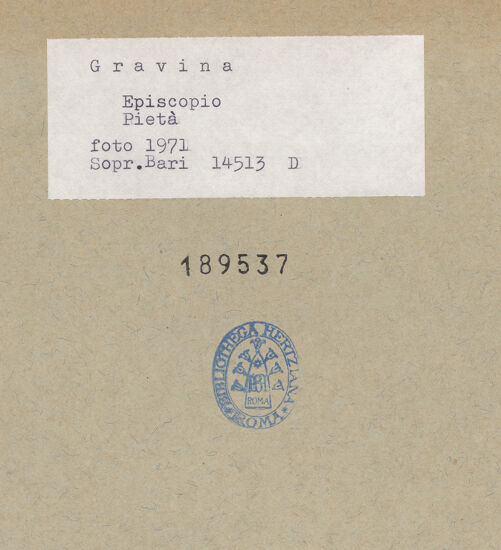 Gravina
Episcopio
Pietà
foto 1971
Sopr.Bari 14513 D
189537
BIBLIOTHECA HERTZIANA
ROMA
ROMA